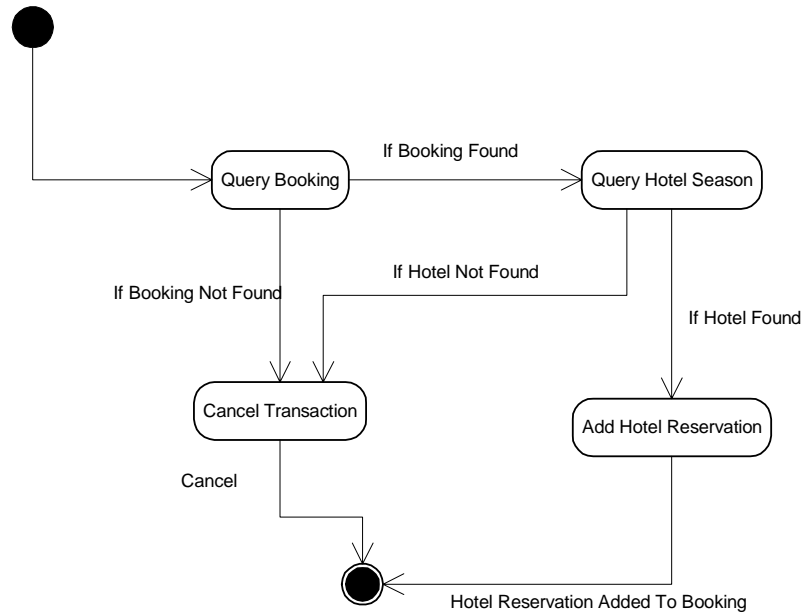 If Booking Found
Query Booking
Query Hotel Season
If Hotel Not Found
If Booking Not Found
If Hotel Found
Cancel Transaction
Add Hotel Reservation
Cancel
Hotel Reservation Added To Booking